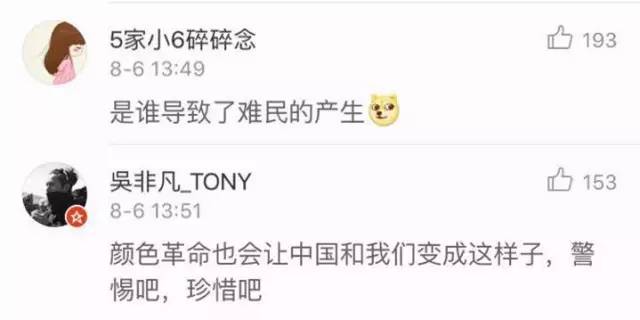 5家小6碎碎念
193
8-6 13:49
是谁导致了难民的产生
吳非凡_TONY
153
8-6 13:51
颜色革命也会让中国和我们变成这样子，警
惕吧，珍惜吧